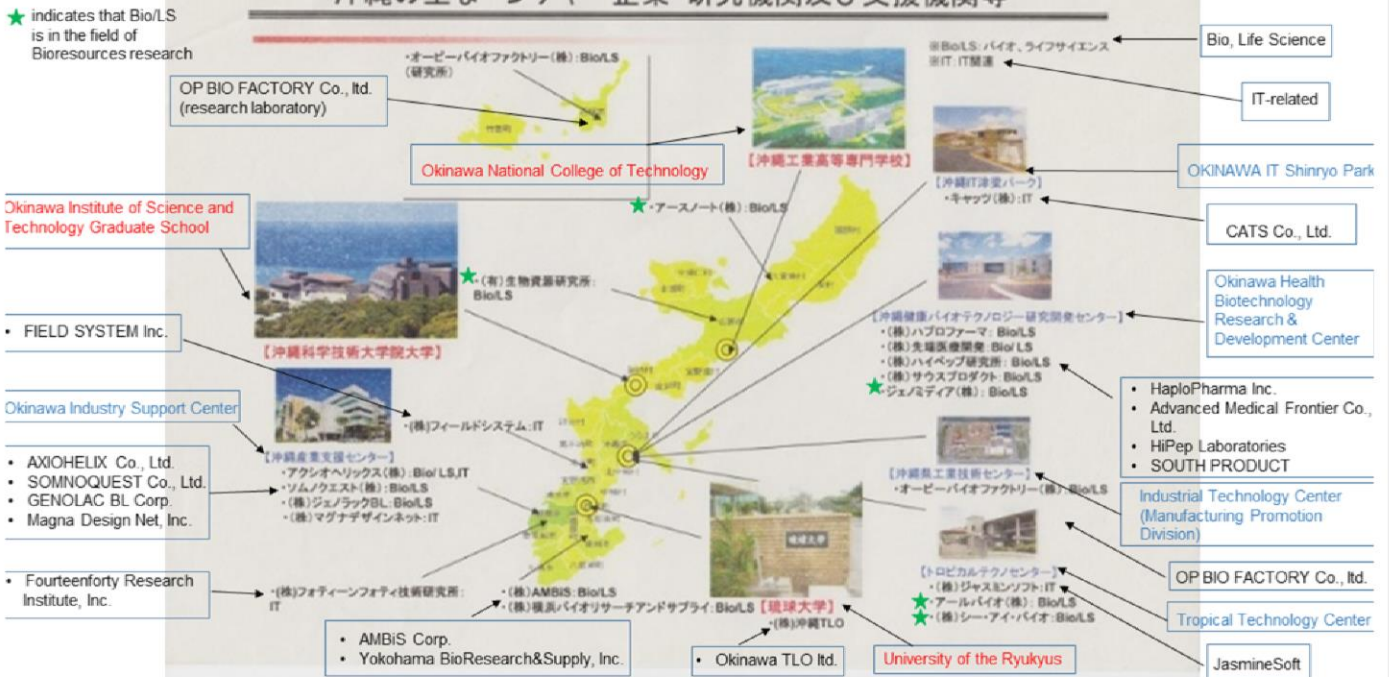 沖縄の主な
企業
研究機関及び支援機関等
indicates that Bio/LS
is in the field of
Bioresources research
・オーピーバイオファクトリー(株): Bio/LS
(研究所)
OP BIO FACTORY Co., ltd.
(research laboratory)
※Bio/LS: バイオ、ライフサイエンス
※IT: IT関連
Bio, Life Science
IT-related
Okinawa National College of Technology
【沖縄工業高等専門学校】
OKINAWA IT Shinryo Park
【沖縄IT津梁パーク】
・キャッツ(株): IT
CATS Co., Ltd.
Okinawa Institute of Science and
Technology Graduate School
・アースノート(株): Bio/LS
・(有)生物資源研究所:
Bio/LS
【沖縄科学技術大学院大学】
Okinawa Health
Biotechnology
Research &
Development Center
【沖縄健康バイオテクノロジー研究開発センター】
・(株)ハプロファーマ: Bio/LS
・(株)先端医療開発: Bio/LS
・(株)ハイペップ研究所: Bio/LS
・(株)サウスプロダクト: Bio/LS
・ジェノミディア(株): Bio/LS
• HaploPharma Inc.
• Advanced Medical Frontier Co.,
Ltd.
• HiPep Laboratories
• SOUTH PRODUCT
• FIELD SYSTEM Inc.
・(株)フィールドシステム: IT
Okinawa Industry Support Center
【沖縄産業支援センター】
・アクシオヘリックス(株): Bio/LS,IT
・ソムノクエスト(株): Bio/LS
・(株)ジェノラックBL: Bio/LS
・(株)マグナデザインネット: IT
• AXIOHELIX Co., Ltd.
• SOMNOQUEST Co., Ltd.
• GENOLAC BL Corp.
• Magna Design Net, Inc.
【沖縄県工業技術センター】
・オーピーバイオファクトリー(株): Bio/LS
Industrial Technology Center
(Manufacturing Promotion
Division)
OP BIO FACTORY Co., ltd.
• Fourteenforty Research
Institute, Inc.
・(株)フォティーンフォティ技術研究所:
IT
・(株)AMBiS: Bio/LS
・(株)横浜バイオリサーチアンドサプライ: Bio/LS
• AMBiS Corp.
• Yokohama BioResearch&Supply, Inc.
琉球大学
【琉球大学】
・(株)沖縄TLO
• Okinawa TLO ltd.
University of the Ryukyus
【トロピカルテクノセンター】
・(株)ジャスミンソフト: IT
・アールバイオ(株): Bio/LS
・(株)シー・アイ・バイオ: Bio/LS
Tropical Technology Center
JasmineSoft